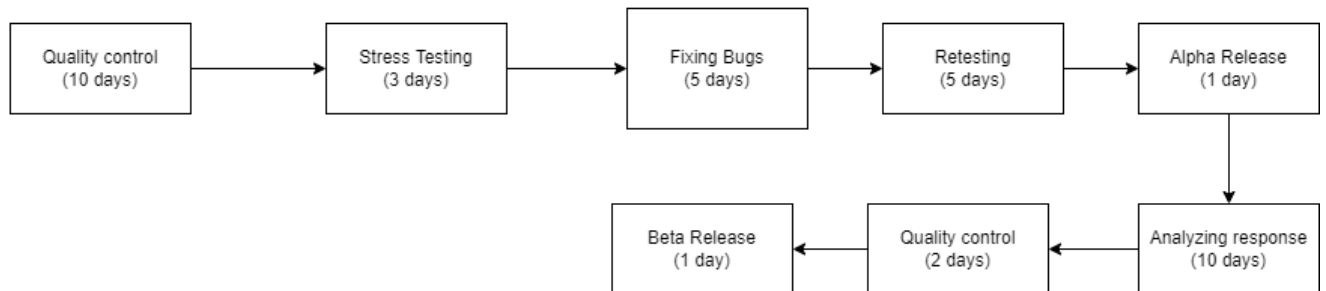 Quality control
(10 days)
Stress Testing
(3 days)
Fixing Bugs
(5 days)
Retesting
(5 days)
Alpha Release
(1 day)
Analyzing response
(10 days)
Quality control
(2 days)
Beta Release
(1 day)